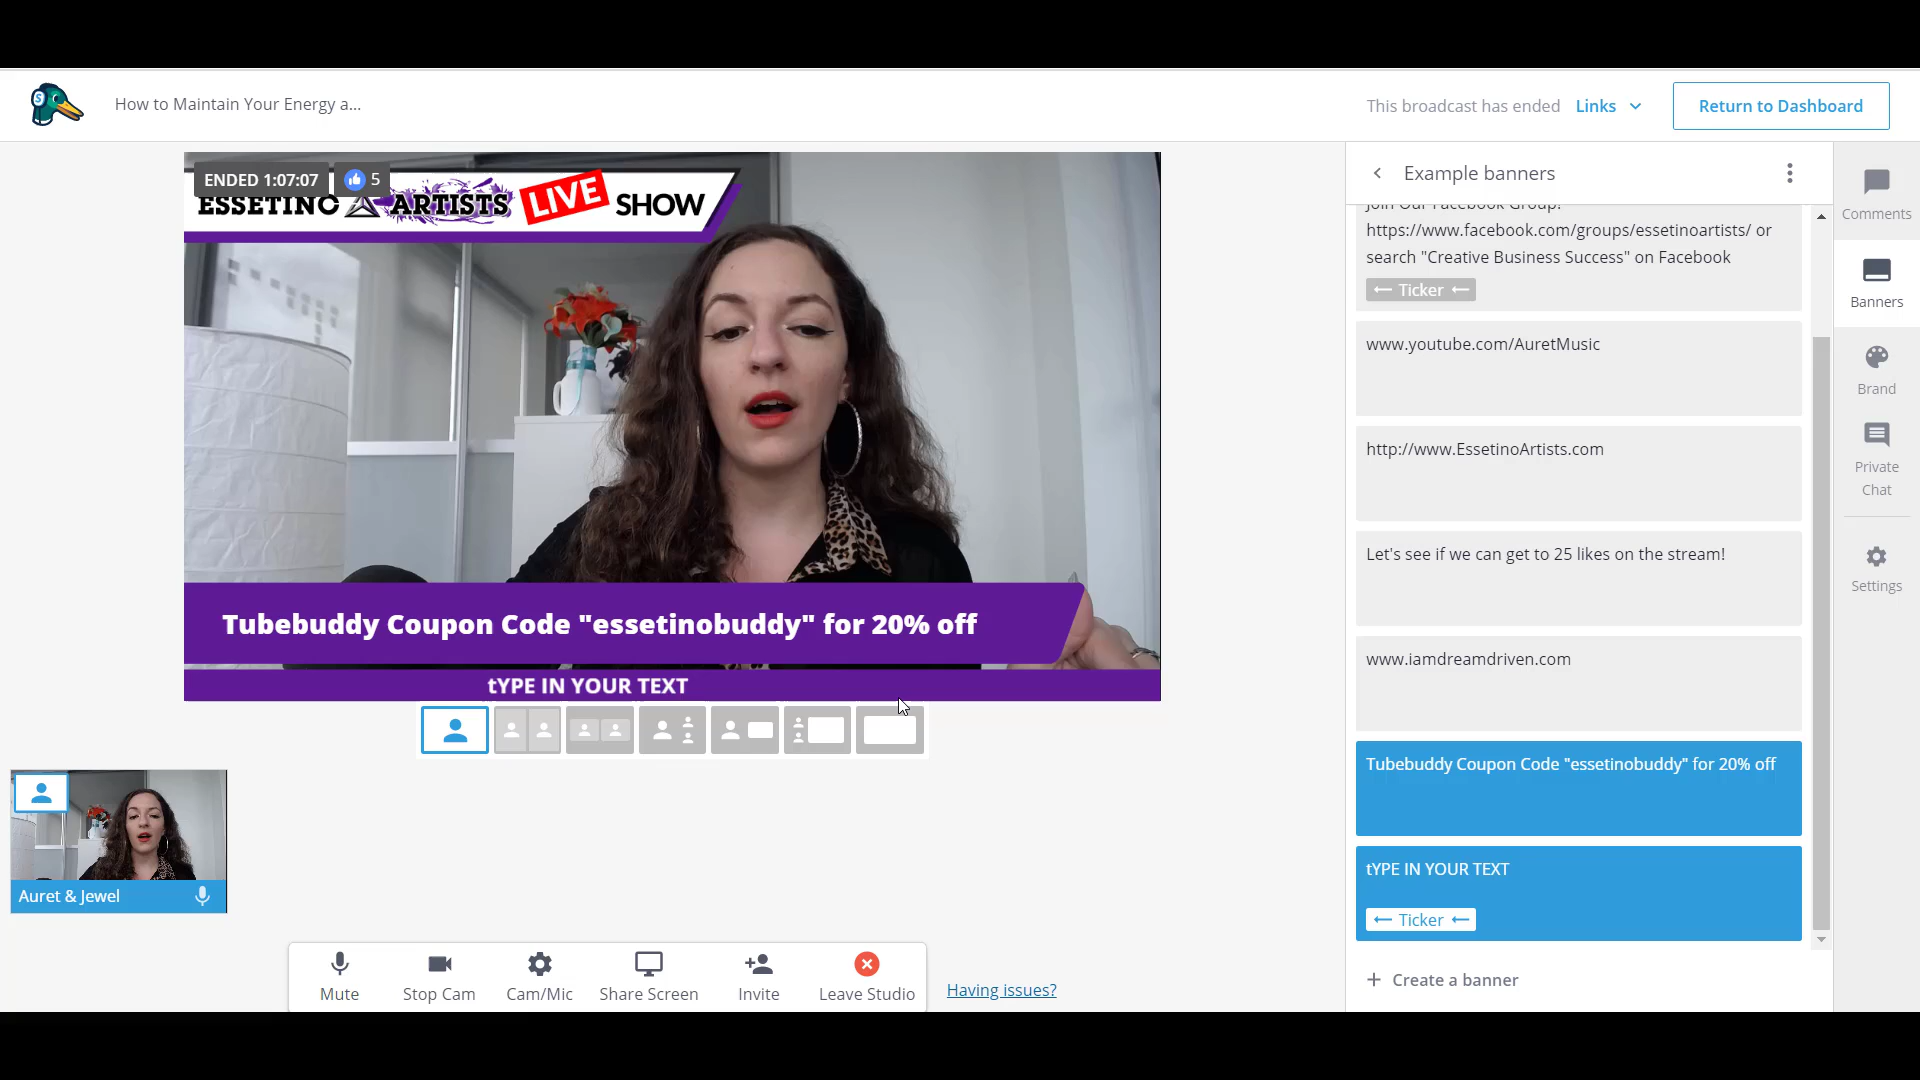 How to Maintain Your Energy a...
This broadcast has ended
Links
Return to Dashboard
ENDED 1:07:07
5
ESSETINO ARTISTS LIVE SHOW
Tubebuddy Coupon Code "essetinobuddy" for 20% off
tYPE IN YOUR TEXT
Auret & Jewel
Mute
Stop Cam
Cam/Mic
Share Screen
Invite
Leave Studio
Having issues?
Example banners
Join Our Facebook Group!
https://www.facebook.com/groups/essetinoartists/ or
search "Creative Business Success" on Facebook
Ticker
www.youtube.com/AuretMusic
http://www.EssetinoArtists.com
Let's see if we can get to 25 likes on the stream!
www.iamdreamdriven.com
Tubebuddy Coupon Code "essetinobuddy" for 20% off
tYPE IN YOUR TEXT
Ticker
+ Create a banner
Comments
Banners
Brand
Private
Chat
Settings